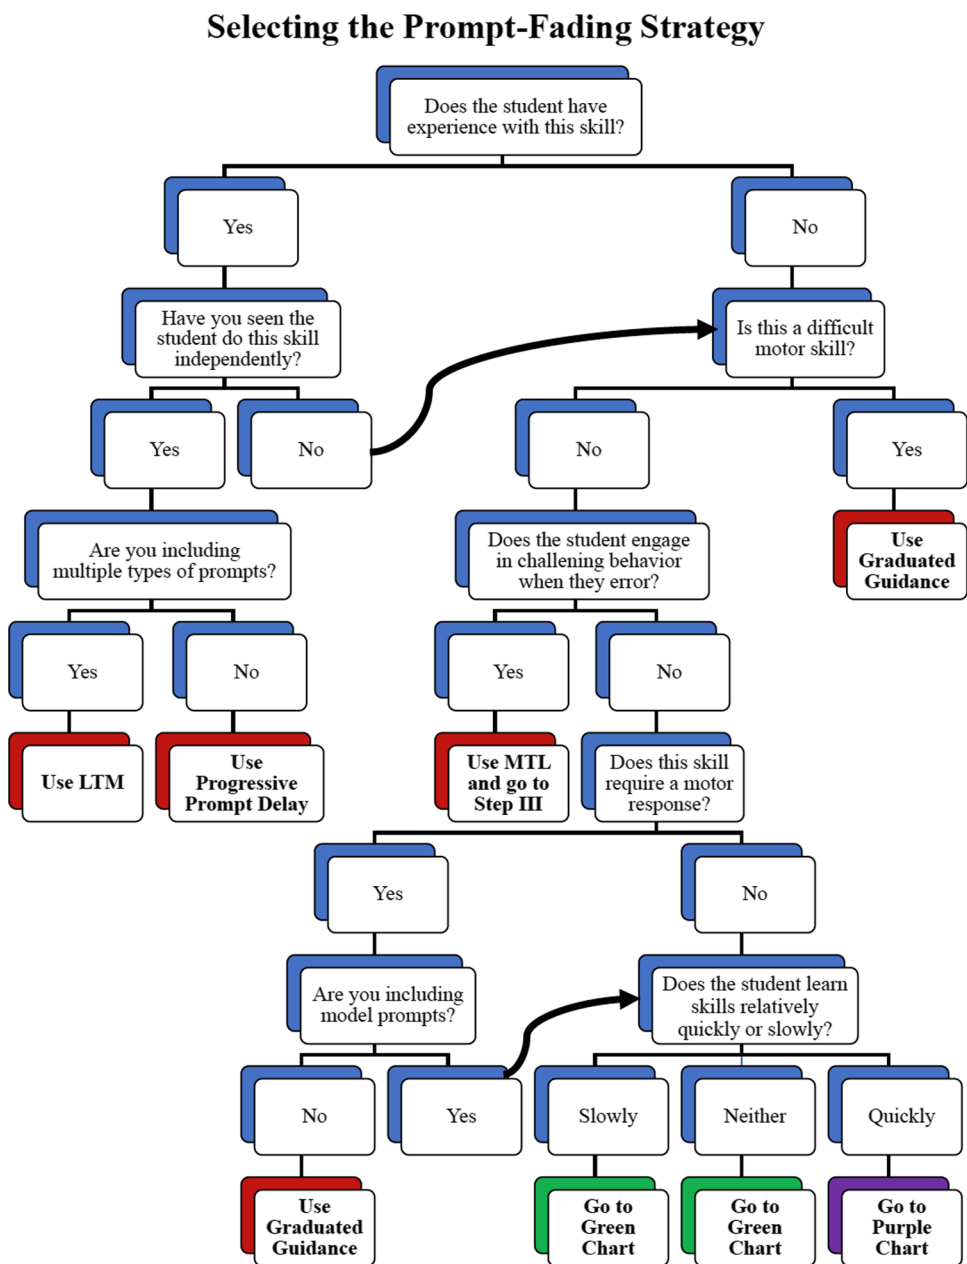 Selecting the Prompt-Fading Strategy
Does the student have
experience with this skill?
Yes
No
Have you seen the
student do this skill
independently?
Is this a difficult
motor skill?
Yes
No
No
Yes
Are you including
multiple types of prompts?
Does the student engage
in challening behavior
when they error?
Use
Graduated
Guidance
Yes
No
Yes
No
Use LTM
Use
Progressive
Prompt Delay
Use MTL
and go to
Step III
Does this skill
require a motor
response?
Yes
No
Are you including
model prompts?
Does the student learn
skills relatively
quickly or slowly?
No
Yes
Slowly
Neither
Quickly
Use
Graduated
Guidance
Go to
Green
Chart
Go to
Green
Chart
Go to
Purple
Chart